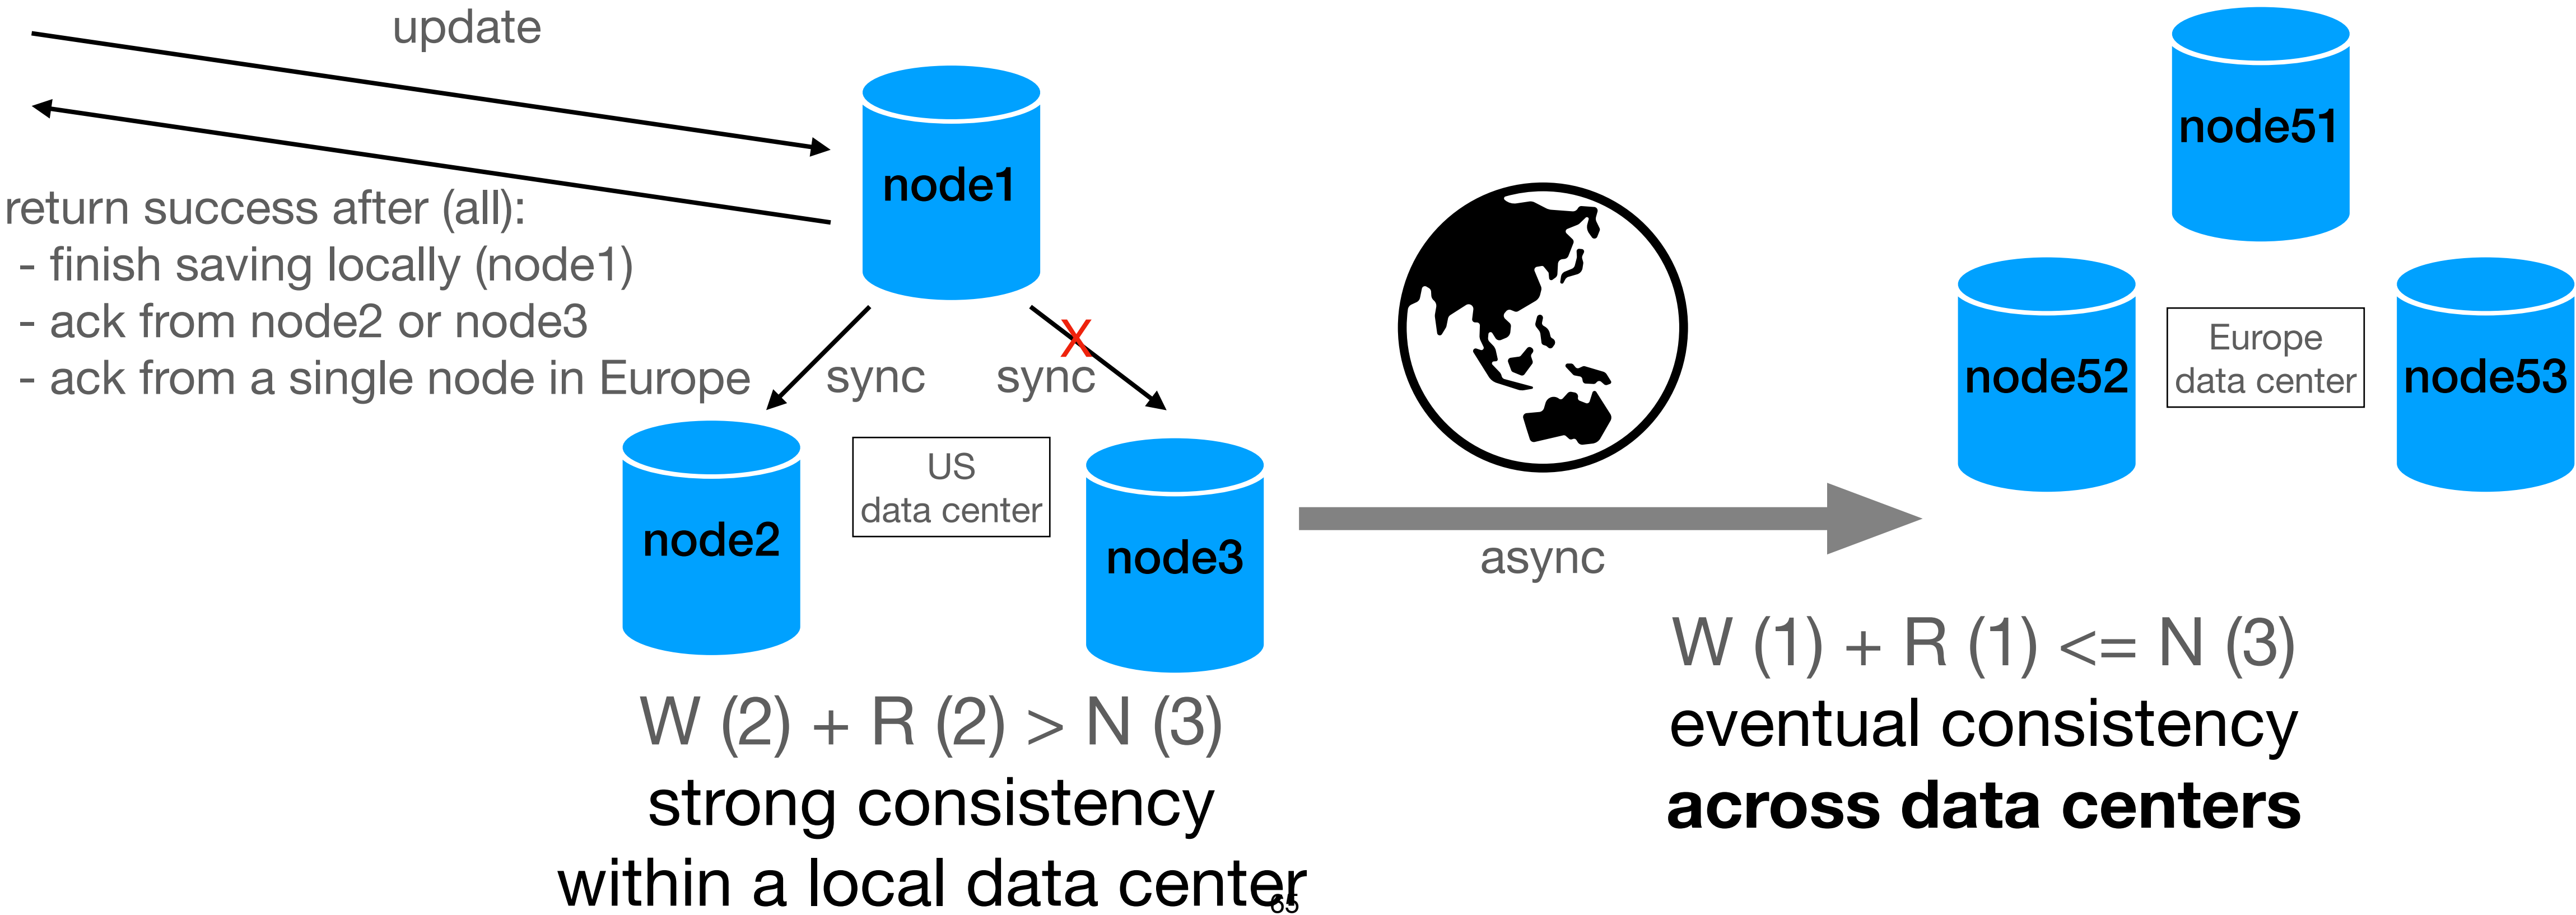 update
node1
return success after (all):
- finish saving locally (node1)
- ack from node2 or node3
- ack from a single node in Europe
X
sync
sync
node2
US
data center
node3
async
node51
node52
Europe
data center
node53
W (2) + R (2) > N (3)
strong consistency
within a local data center
W (1) + R (1) <= N (3)
eventual consistency
across data centers
65